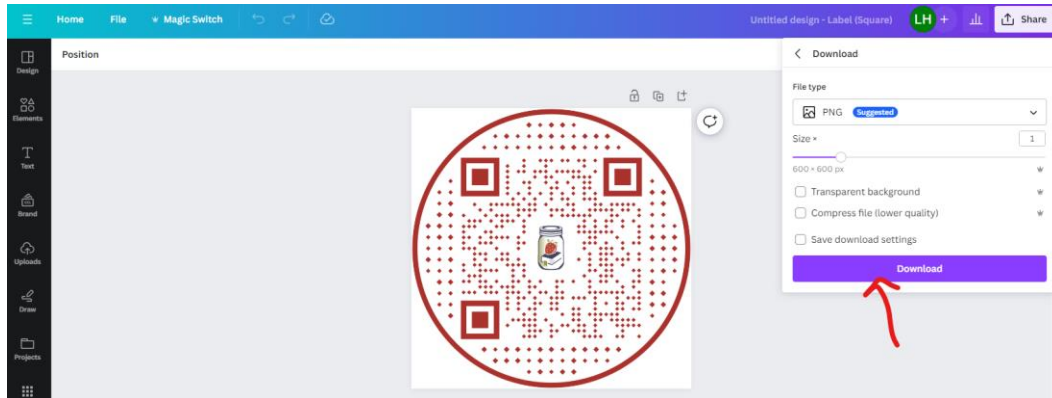 Home File Magic Switch Untitled design - Label (Square) LH + Share
Design
Elements
Text
Brand
Uploads
Draw
Projects
Position
Download
File type
PNG Suggested
Size × 1
600 × 600 px
Transparent background
Compress file (lower quality)
Save download settings
Download